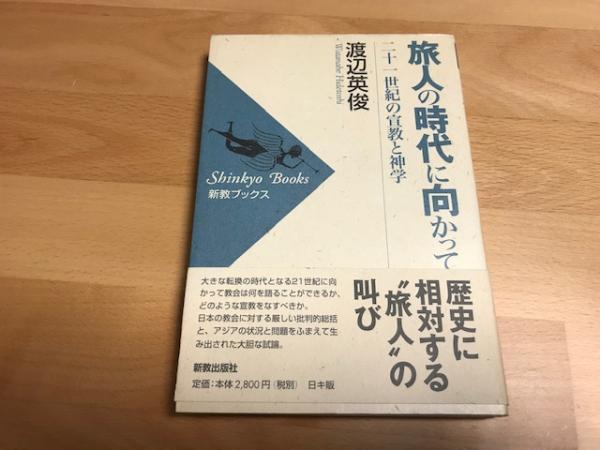 旅人の時代に向かって
二十一世紀の宣教と神学
渡辺英俊
Watanabe Hidetoshi
Shinkyo Books
新教ブックス
歴史に
相対する
“旅人”の
叫び
大きな転換の時代となる21世紀に向
かって教会は何を語ることができるか、
どのような宣教をなすべきか。
日本の教会に対する厳しい批判的総括
と、アジアの状況と問題をふまえて生
み出された大胆な試論。
新教出版社
定価:本体2,800円(税別) 日キ販